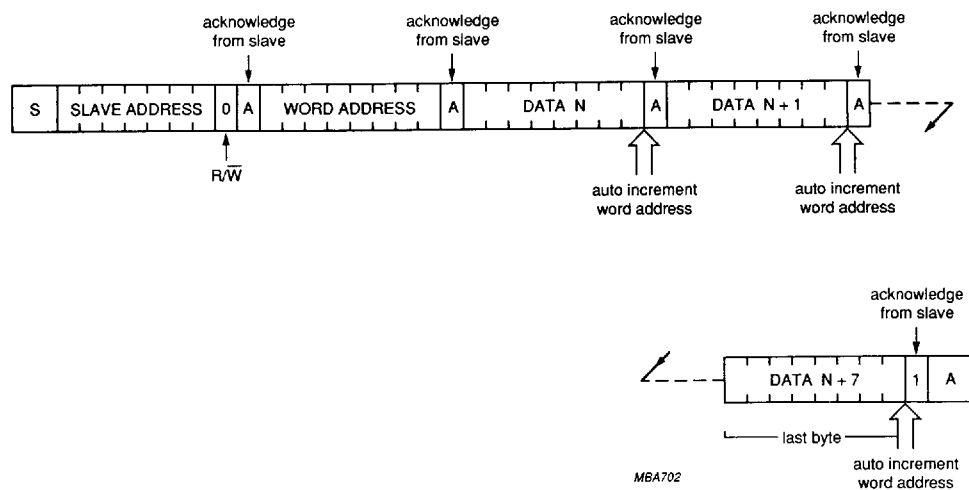 acknowledge from slave
acknowledge from slave
acknowledge from slave
acknowledge from slave
S SLAVE ADDRESS 0 A WORD ADDRESS A DATA N A DATA N + 1 A
R/W̅
auto increment word address
auto increment word address
acknowledge from slave
DATA N + 7 1 A
last byte
auto increment word address
MBA702